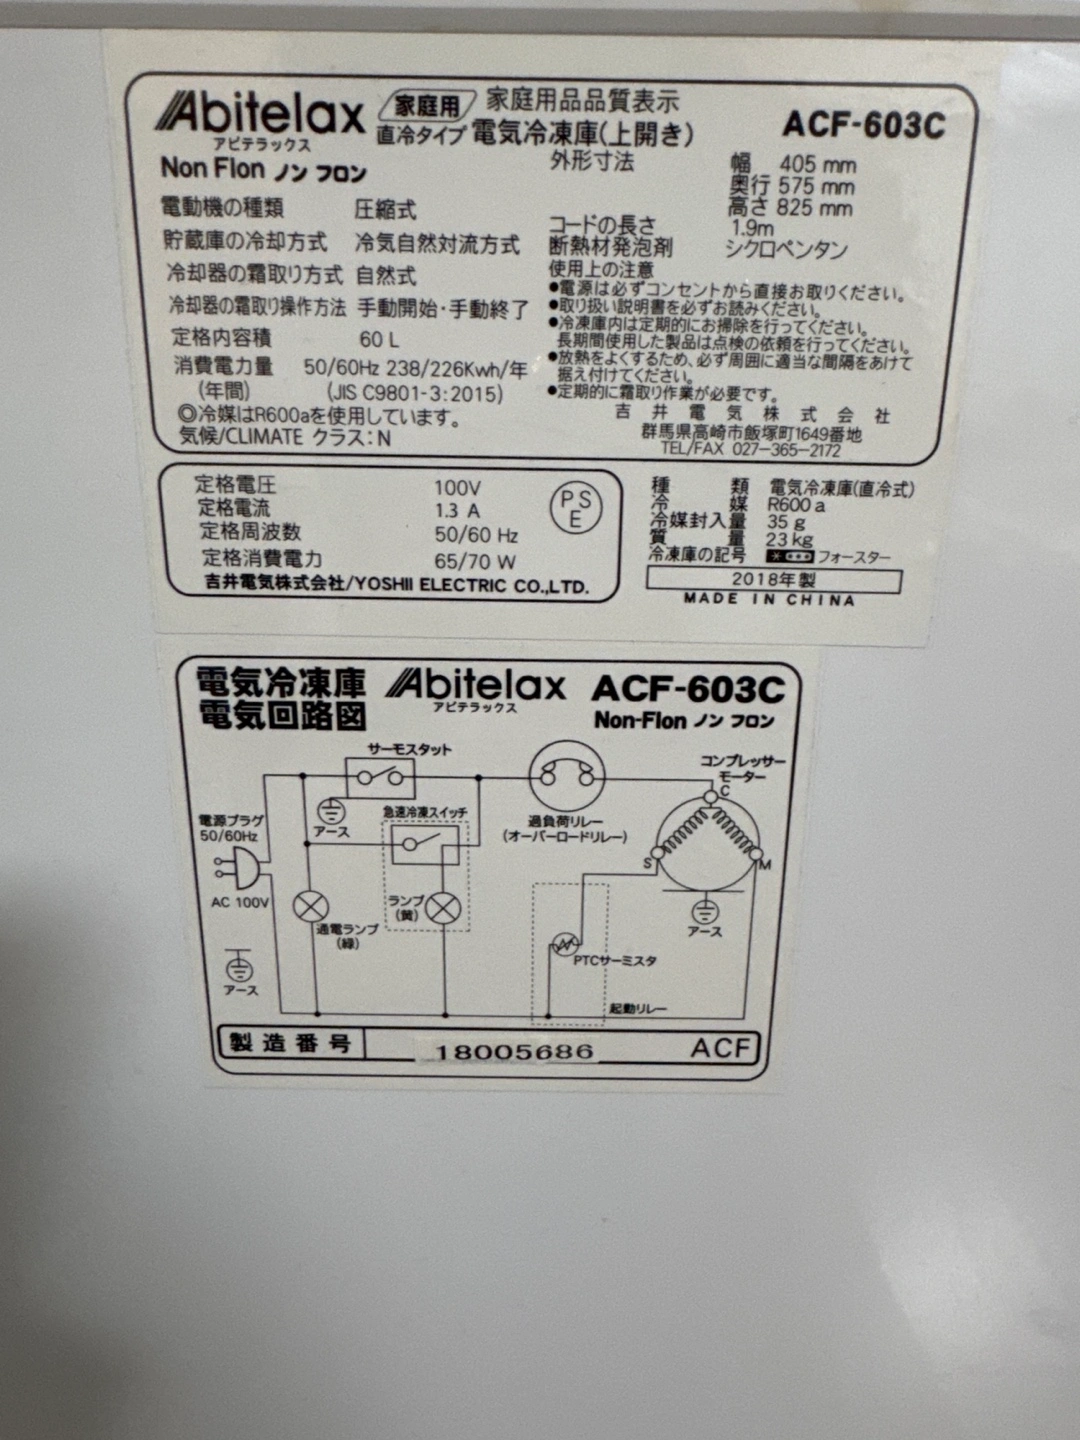 Abitelax 家庭用 家庭用品品質表示
アビテラックス 直冷タイプ 電気冷凍庫(上開き) ACF-603C
Non Flon ノン フロン
外形寸法 幅 405 mm
奥行 575 mm
高さ 825 mm
電動機の種類 圧縮式
コードの長さ 1.9m
貯蔵庫の冷却方式 冷気自然対流方式
断熱材発泡剤 シクロペンタン
冷却器の霜取り方式 自然式
冷却器の霜取り操作方法 手動開始・手動終了
定格内容積 60 L
消費電力量 50/60Hz 238/226Kwh/年
(年間) (JIS C9801-3:2015)
◎冷媒はR600aを使用しています。
気候/CLIMATE クラス:N
使用上の注意
●電源は必ずコンセントから直接お取りください。
●取り扱い説明書を必ずお読みください。
●冷凍庫内は定期的にお掃除を行ってください。
長期間使用した製品は点検の依頼を行ってください。
●放熱をよくするため、必ず周囲に適当な間隔をあけて
据え付けてください。
●定期的に霜取り作業が必要です。
吉井電気株式会社
群馬県高崎市飯塚町1649番地
TEL/FAX 027-365-2172
定格電圧 100V
定格電流 1.3 A
定格周波数 50/60 Hz
定格消費電力 65/70 W
PS
E
吉井電気株式会社/YOSHII ELECTRIC CO.,LTD.
種類 電気冷凍庫(直冷式)
冷媒 R600a
冷媒封入量 35g
質量 23kg
冷凍庫の記号 フォースター
2018年製
MADE IN CHINA
電気冷凍庫 Abitelax ACF-603C
電気回路図 アビテラックス Non-Flon ノン フロン
サーモスタット
コンプレッサー
モーター
C
アース
急速冷凍スイッチ
電源プラグ
50/60Hz
過負荷リレー
(オーバーロードリレー)
S
M
AC 100V
ランプ
(黄)
通電ランプ
(緑)
アース
PTCサーミスタ
アース
起動リレー
製造番号 18005686 ACF